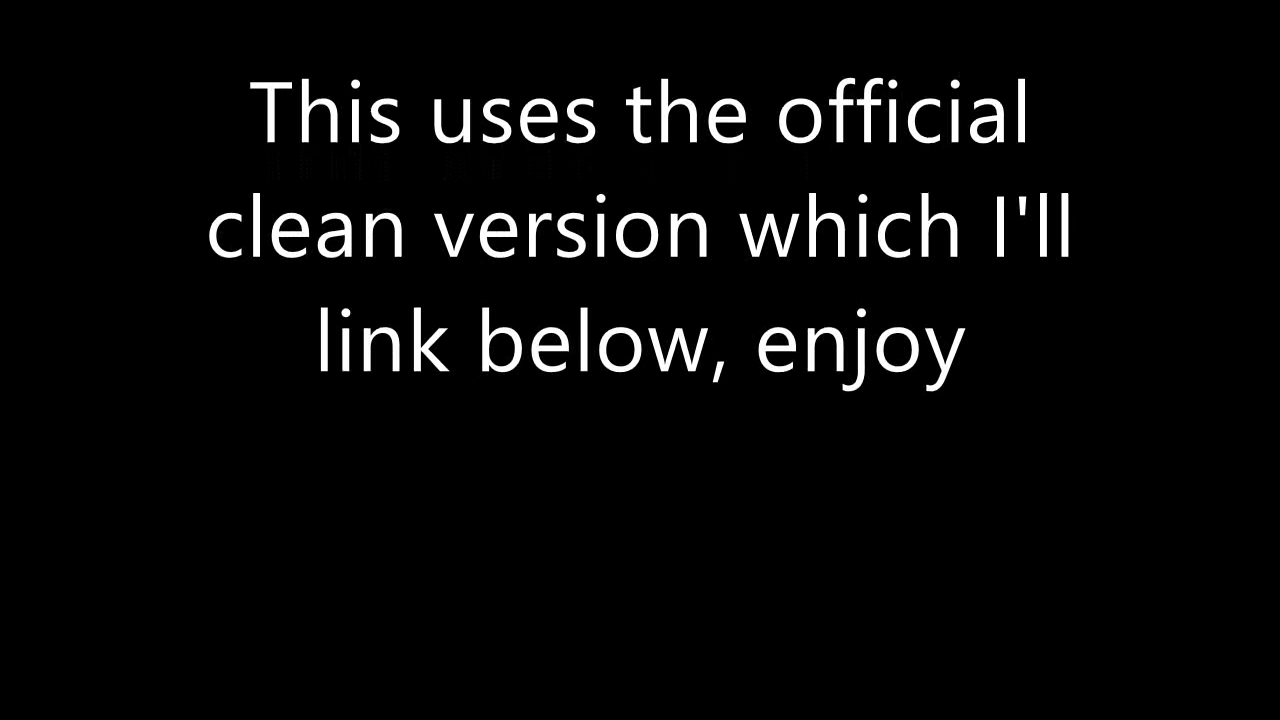 This uses the official
clean version which I'll
link below, enjoy